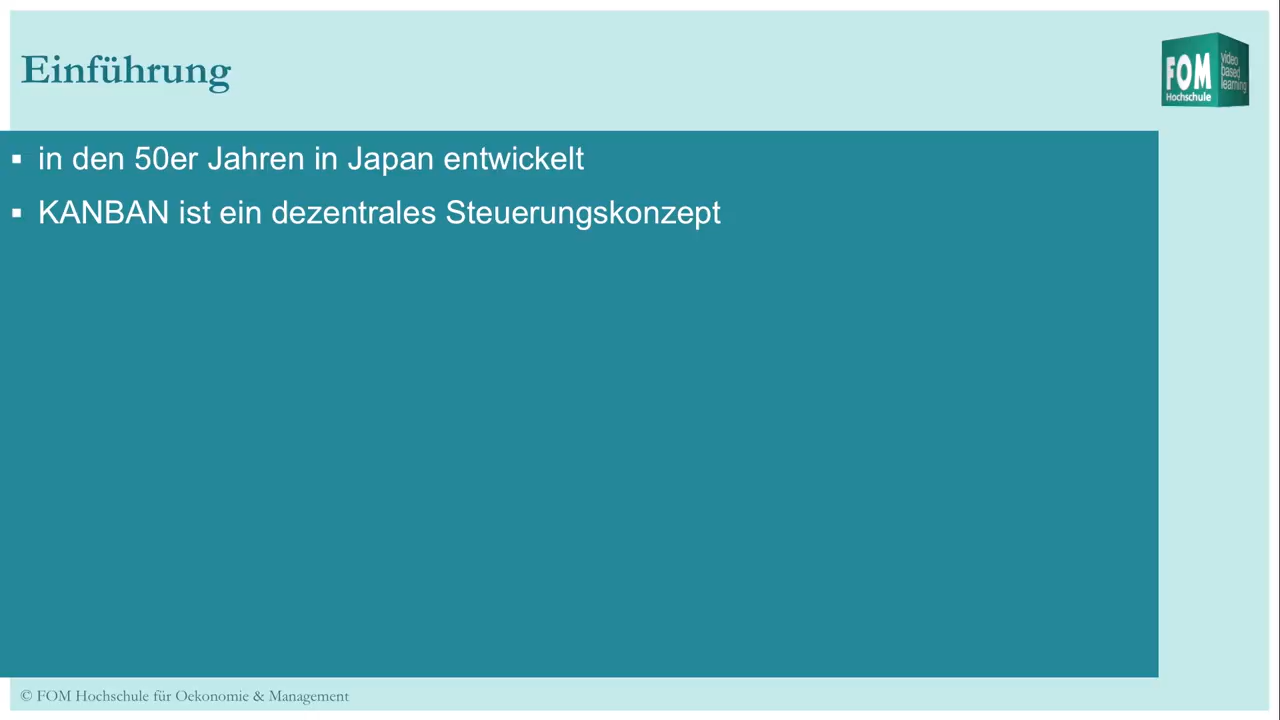 Einführung
FOM
Hochschule
video
based
learning
▪ in den 50er Jahren in Japan entwickelt
▪ KANBAN ist ein dezentrales Steuerungskonzept
© FOM Hochschule für Oekonomie & Management